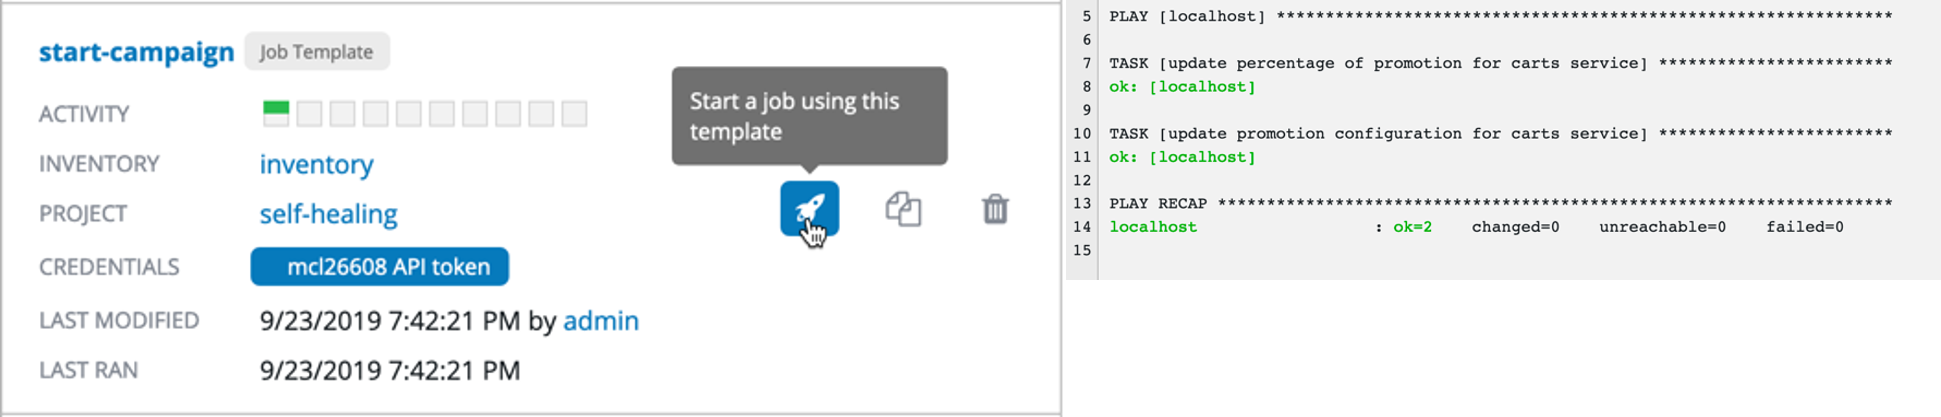 start-campaign Job Template
ACTIVITY
INVENTORY inventory
PROJECT self-healing
CREDENTIALS mcl26608 API token
LAST MODIFIED 9/23/2019 7:42:21 PM by admin
LAST RAN 9/23/2019 7:42:21 PM
Start a job using this
template
5 PLAY [localhost] ***************************************************************
6
7 TASK [update percentage of promotion for carts service] ************************
8 ok: [localhost]
9
10 TASK [update promotion configuration for carts service] ************************
11 ok: [localhost]
12
13 PLAY RECAP *********************************************************************
14 localhost : ok=2 changed=0 unreachable=0 failed=0
15